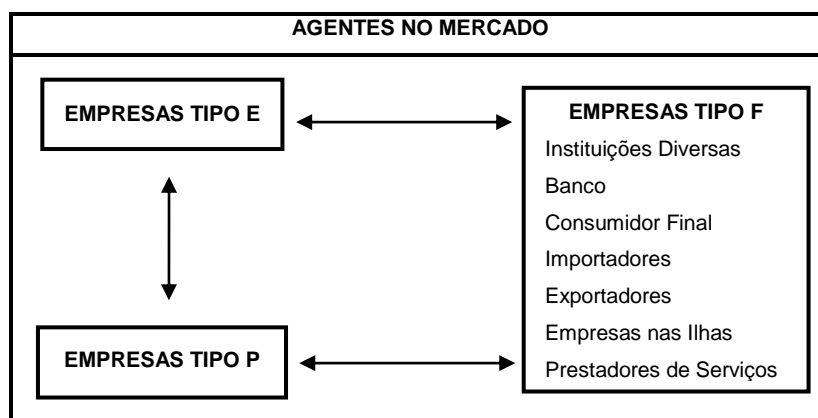 AGENTES NO MERCADO
EMPRESAS TIPO E
EMPRESAS TIPO F
Instituições Diversas
Banco
Consumidor Final
Importadores
Exportadores
Empresas nas Ilhas
Prestadores de Serviços
EMPRESAS TIPO P